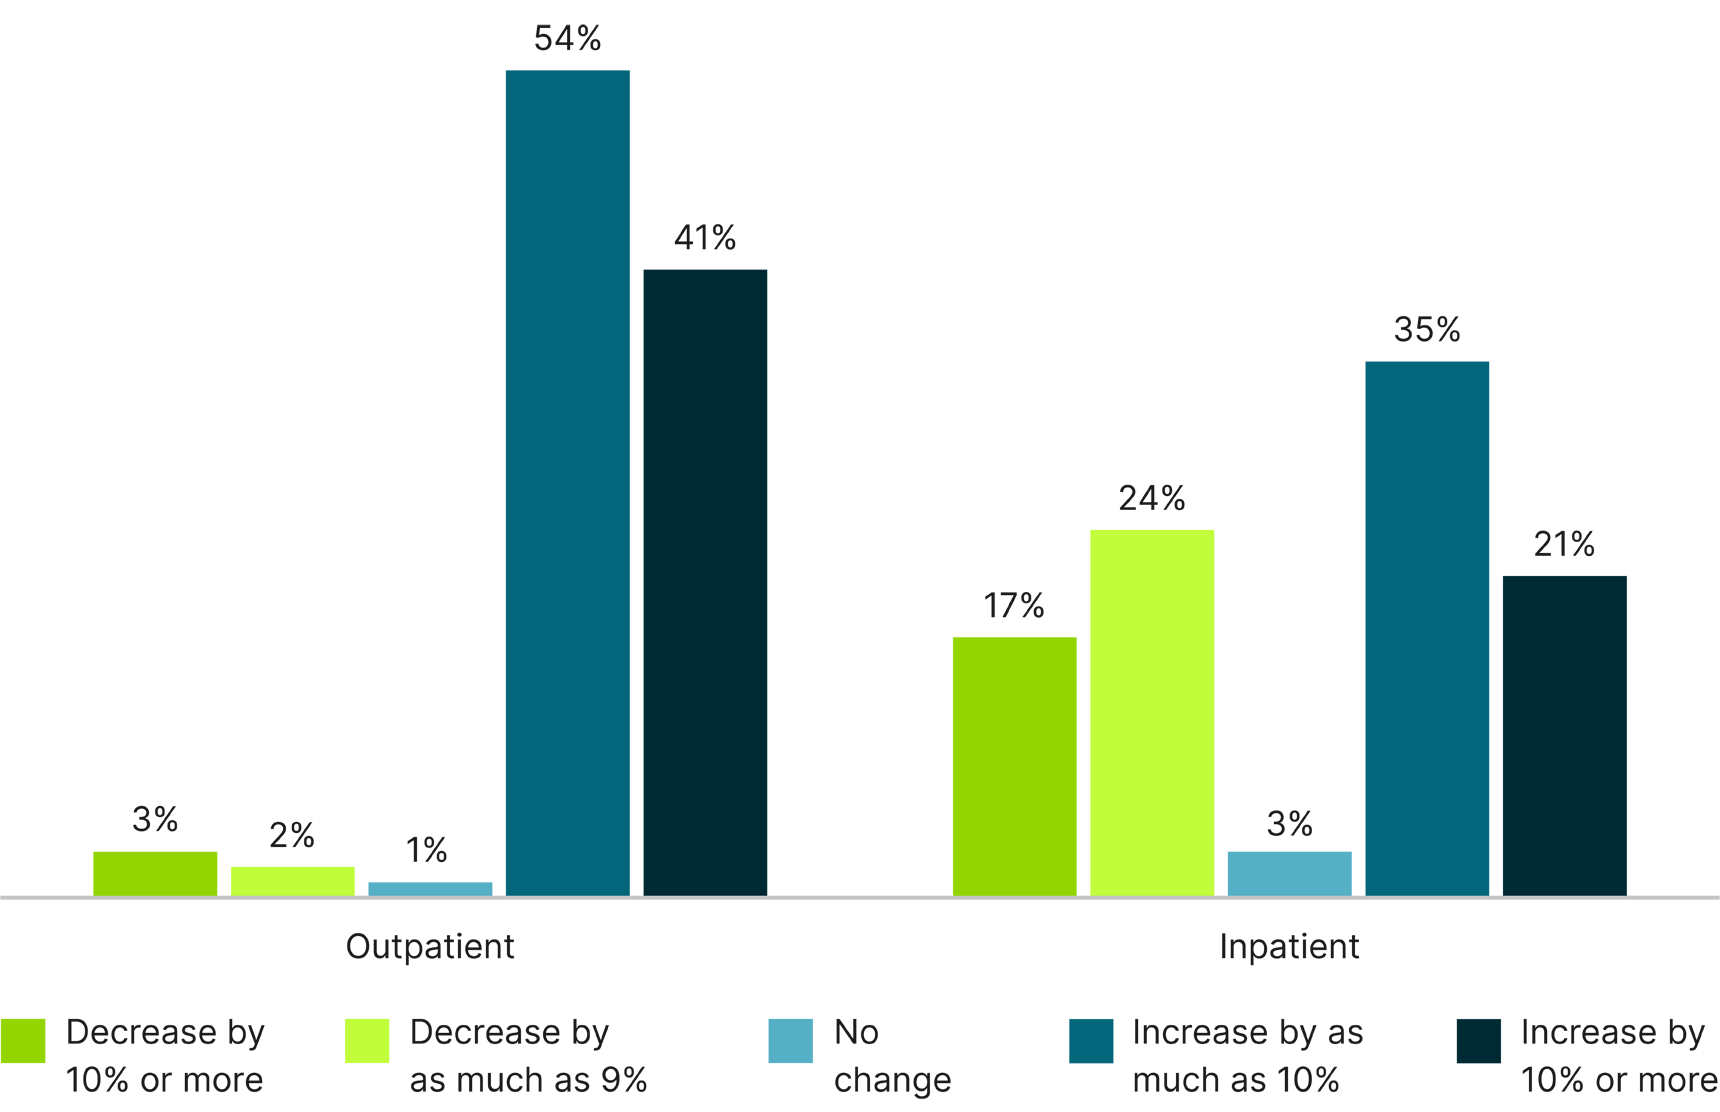 54%
41%
35%
24%
21%
17%
3%
2%
1%
3%
Outpatient
Inpatient
Decrease by
10% or more
Decrease by
as much as 9%
No
change
Increase by as
much as 10%
Increase by
10% or more